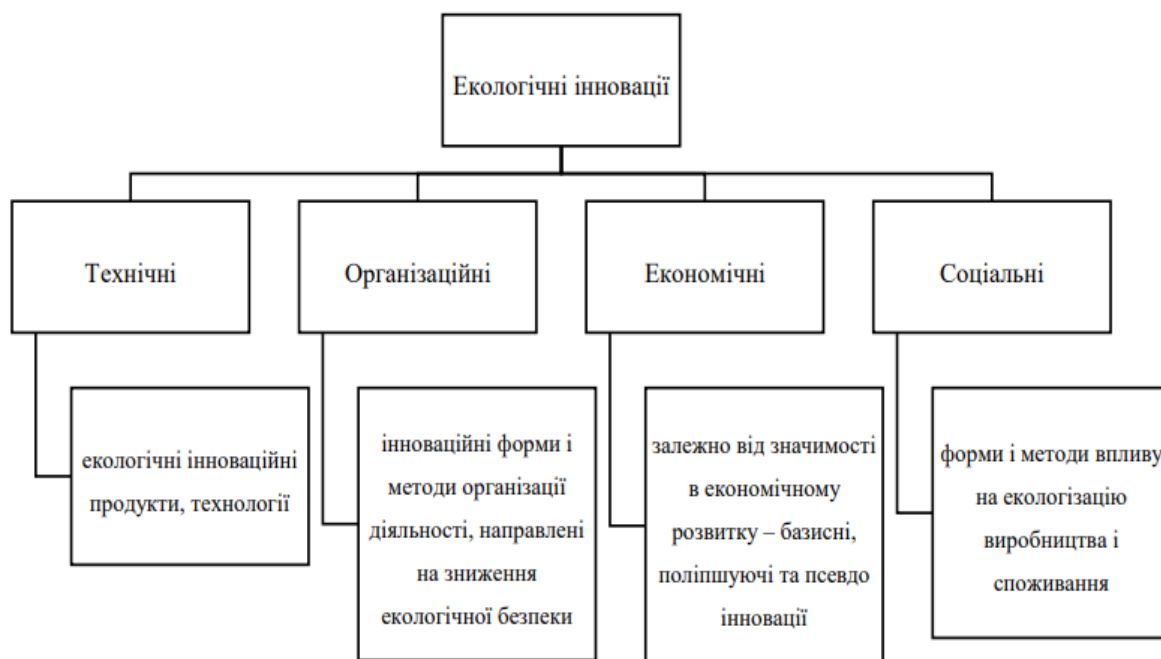 Екологічні інновації
Технічні
Організаційні
Економічні
Соціальні
екологічні інноваційні
продукти, технології
інноваційні форми і
методи організації
діяльності, направлені
на зниження
екологічної безпеки
залежно від значимості
в економічному
розвитку – базисні,
поліпшуючі та псевдо
інновації
форми і методи впливу
на екологізацію
виробництва і
споживання